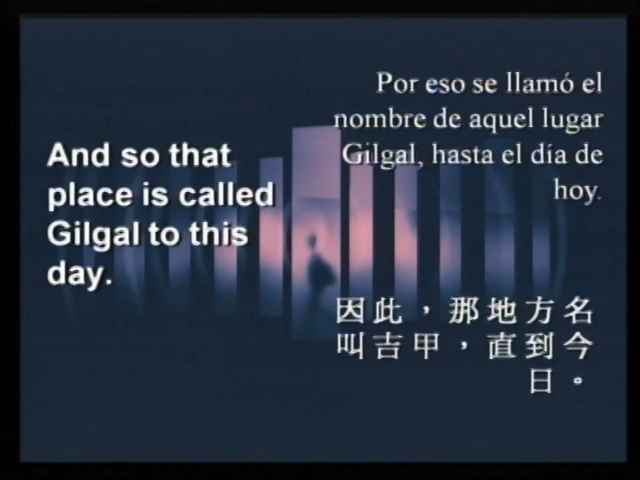 And so that
place is called
Gilgal to this
day.
Por eso se llamó el
nombre de aquel lugar
Gilgal, hasta el día de
hoy.
因此，那地方名
叫吉甲，直到今
日。